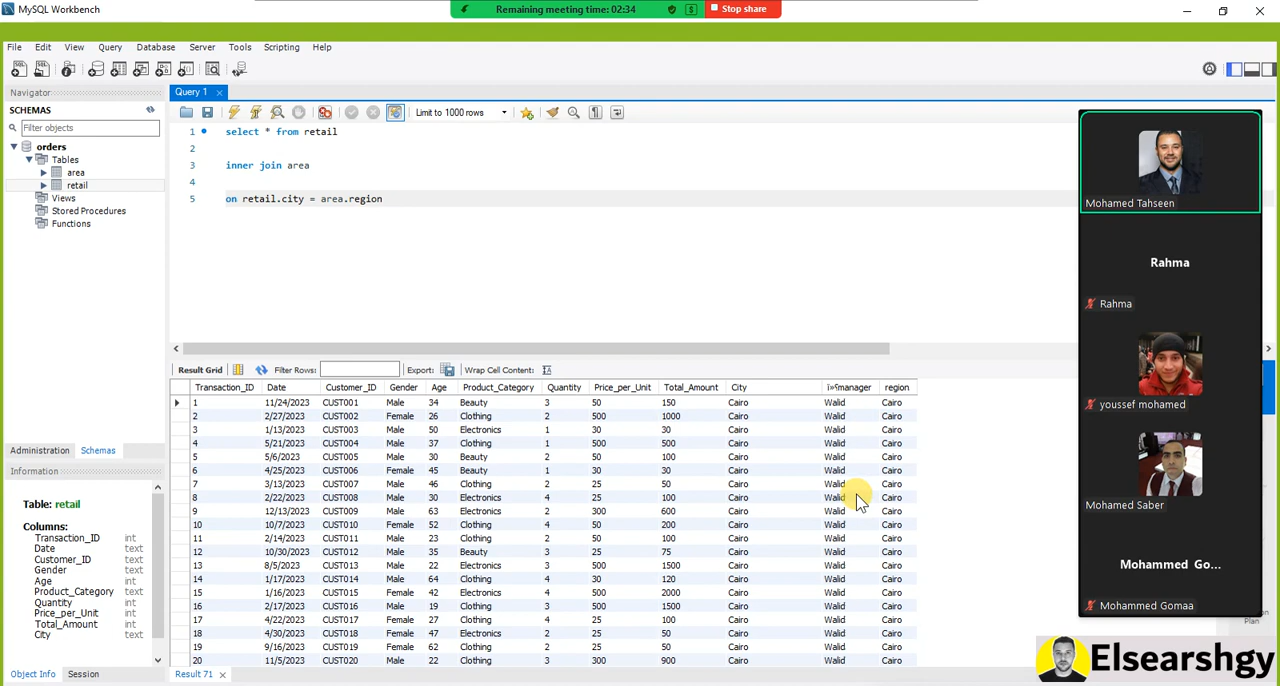 MySQL Workbench
Remaining meeting time: 02:34
$
Stop share
File Edit View Query Database Server Tools Scripting Help
Navigator
Query 1
SCHEMAS
Filter objects
Limit to 1000 rows
orders
Tables
area
retail
Views
Stored Procedures
Functions
1 select * from retail
2
3 inner join area
4
5 on retail.city = area.region
Result Grid Filter Rows: Export: Wrap Cell Content:
Transaction_ID Date Customer_ID Gender Age Product_Category Quantity Price_per_Unit Total_Amount City ï»¿manager region
1 11/24/2023 CUST001 Male 34 Beauty 3 50 150 Cairo Walid Cairo
2 2/27/2023 CUST002 Female 26 Clothing 2 500 1000 Cairo Walid Cairo
3 1/13/2023 CUST003 Male 50 Electronics 1 30 30 Cairo Walid Cairo
4 5/21/2023 CUST004 Male 37 Clothing 1 500 500 Cairo Walid Cairo
5 5/6/2023 CUST005 Male 30 Beauty 2 50 100 Cairo Walid Cairo
6 4/25/2023 CUST006 Female 45 Beauty 1 30 30 Cairo Walid Cairo
7 3/13/2023 CUST007 Male 46 Clothing 2 25 50 Cairo Walid Cairo
8 2/22/2023 CUST008 Male 30 Electronics 4 25 100 Cairo Walid Cairo
9 12/13/2023 CUST009 Male 63 Electronics 2 300 600 Cairo Walid Cairo
10 10/7/2023 CUST010 Female 52 Clothing 4 50 200 Cairo Walid Cairo
11 2/14/2023 CUST011 Male 23 Clothing 2 50 100 Cairo Walid Cairo
12 10/30/2023 CUST012 Male 35 Beauty 3 25 75 Cairo Walid Cairo
13 8/5/2023 CUST013 Male 22 Electronics 3 500 1500 Cairo Walid Cairo
14 1/17/2023 CUST014 Male 64 Clothing 4 30 120 Cairo Walid Cairo
15 1/16/2023 CUST015 Female 42 Electronics 4 500 2000 Cairo Walid Cairo
16 2/17/2023 CUST016 Male 19 Clothing 3 500 1500 Cairo Walid Cairo
17 4/22/2023 CUST017 Female 27 Clothing 4 25 100 Cairo Walid Cairo
18 4/30/2023 CUST018 Female 47 Electronics 2 25 50 Cairo Walid Cairo
19 9/16/2023 CUST019 Female 62 Clothing 2 25 50 Cairo Walid Cairo
20 11/5/2023 CUST020 Male 22 Clothing 3 300 900 Cairo Walid Cairo
Result 71
Administration Schemas
Information
Table: retail
Columns:
Transaction_ID int
Date text
Customer_ID text
Gender text
Age int
Product_Category text
Quantity int
Price_per_Unit int
Total_Amount int
City text
Object Info Session
Mohamed Tahseen
Rahma
Rahma
youssef mohamed
Mohamed Saber
Mohammed Go...
Mohammed Gomaa
Plan
Elsearshgy